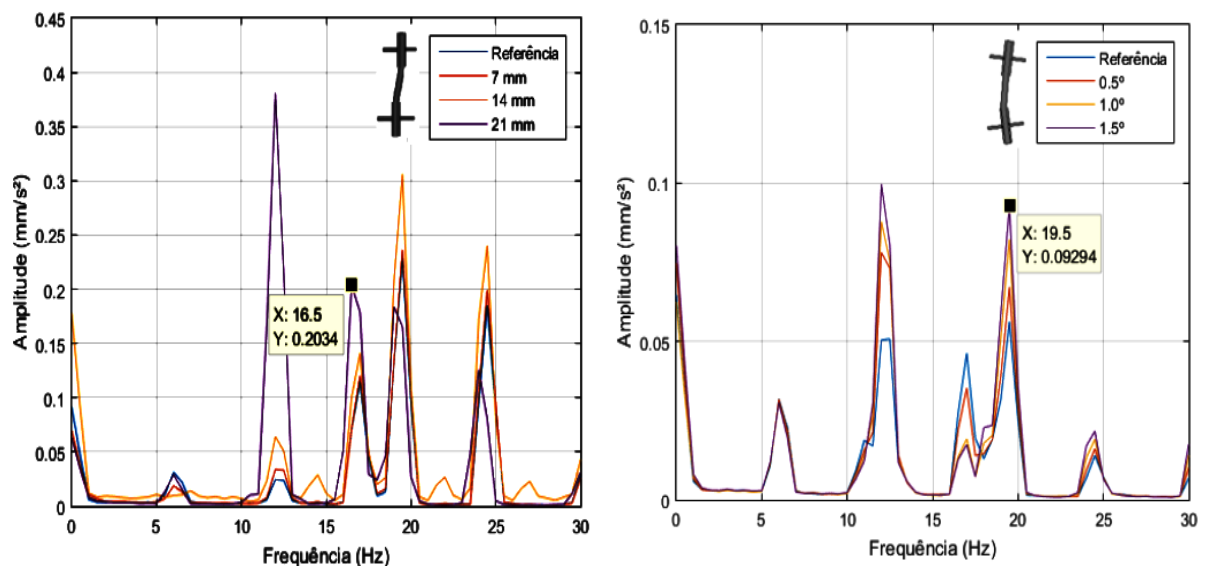 0.45
0.4
0.35
0.3
0.25
0.2
0.15
0.1
0.05
0
Amplitude (mm/s²)
0 5 10 15 20 25 30
Frequência (Hz)
Referência
7 mm
14 mm
21 mm
X: 16.5
Y: 0.2034
0.15
0.1
0.05
0
Amplitude (mm/s²)
0 5 10 15 20 25 30
Frequência (Hz)
Referência
0.5º
1.0º
1.5º
X: 19.5
Y: 0.09294